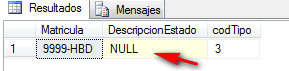 Resultados Mensajes
Matricula DescripcionEstado codTipo
1 9999-HBD NULL 3